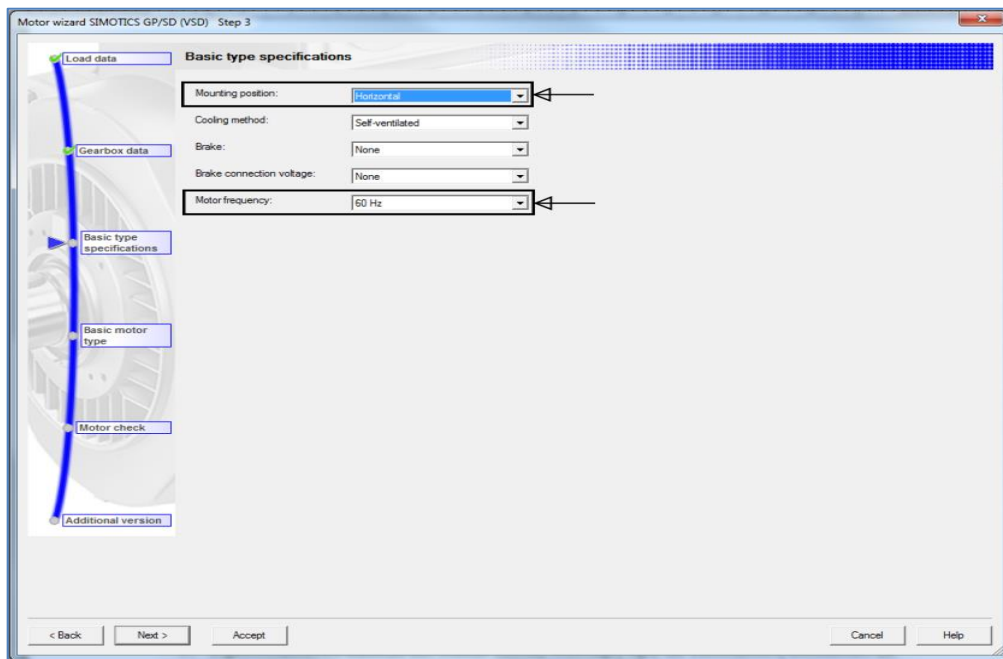 Motor wizard SIMOTICS GP/SD (VSD) Step 3
Load data
Gearbox data
Basic type
specifications
Basic motor
type
Motor check
Additional version
Basic type specifications
Mounting position: Horizontal
Cooling method: Self-ventilated
Brake: None
Brake connection voltage: None
Motor frequency: 60 Hz
< Back Next > Accept Cancel Help